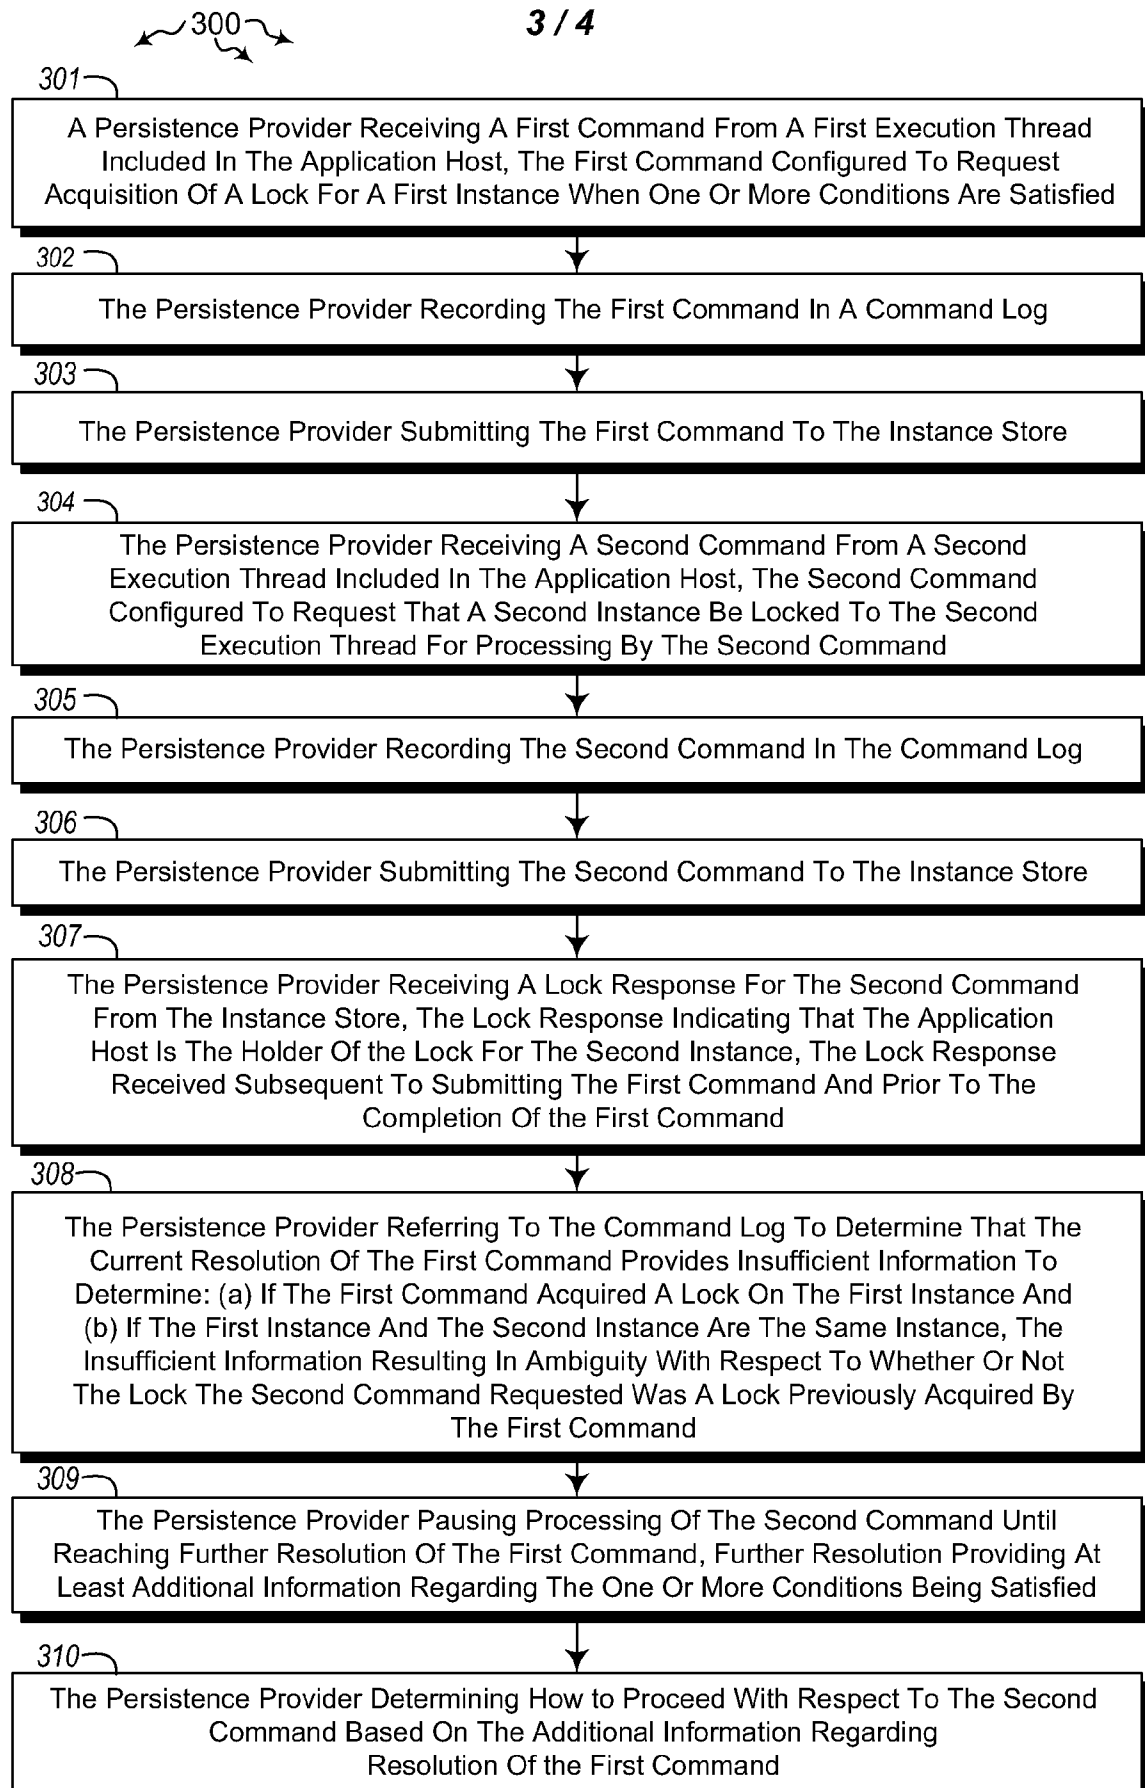 300
3 / 4
301
A Persistence Provider Receiving A First Command From A First Execution Thread
Included In The Application Host, The First Command Configured To Request
Acquisition Of A Lock For A First Instance When One Or More Conditions Are Satisfied
302
The Persistence Provider Recording The First Command In A Command Log
303
The Persistence Provider Submitting The First Command To The Instance Store
304
The Persistence Provider Receiving A Second Command From A Second
Execution Thread Included In The Application Host, The Second Command
Configured To Request That A Second Instance Be Locked To The Second
Execution Thread For Processing By The Second Command
305
The Persistence Provider Recording The Second Command In The Command Log
306
The Persistence Provider Submitting The Second Command To The Instance Store
307
The Persistence Provider Receiving A Lock Response For The Second Command
From The Instance Store, The Lock Response Indicating That The Application
Host Is The Holder Of the Lock For The Second Instance, The Lock Response
Received Subsequent To Submitting The First Command And Prior To The
Completion Of the First Command
308
The Persistence Provider Referring To The Command Log To Determine That The
Current Resolution Of The First Command Provides Insufficient Information To
Determine: (a) If The First Command Acquired A Lock On The First Instance And
(b) If The First Instance And The Second Instance Are The Same Instance, The
Insufficient Information Resulting In Ambiguity With Respect To Whether Or Not
The Lock The Second Command Requested Was A Lock Previously Acquired By
The First Command
309
The Persistence Provider Pausing Processing Of The Second Command Until
Reaching Further Resolution Of The First Command, Further Resolution Providing At
Least Additional Information Regarding The One Or More Conditions Being Satisfied
310
The Persistence Provider Determining How to Proceed With Respect To The Second
Command Based On The Additional Information Regarding
Resolution Of the First Command